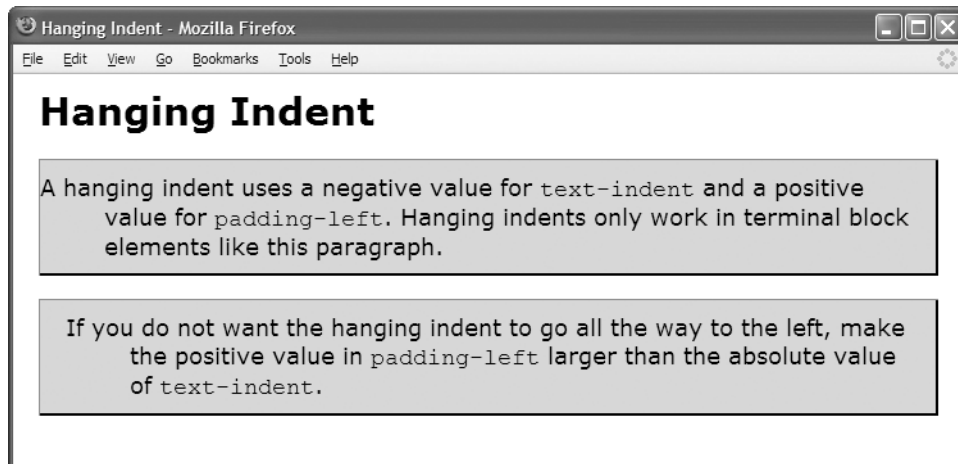 Hanging Indent - Mozilla Firefox
File Edit View Go Bookmarks Tools Help
Hanging Indent
A hanging indent uses a negative value for text-indent and a positive
value for padding-left. Hanging indents only work in terminal block
elements like this paragraph.
If you do not want the hanging indent to go all the way to the left, make
the positive value in padding-left larger than the absolute value
of text-indent.